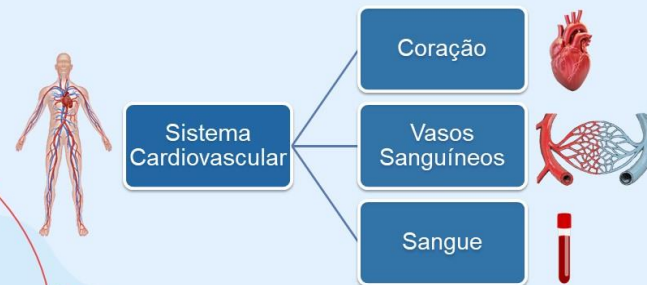 Coração
Sistema
Cardiovascular
Vasos
Sanguíneos
Sangue